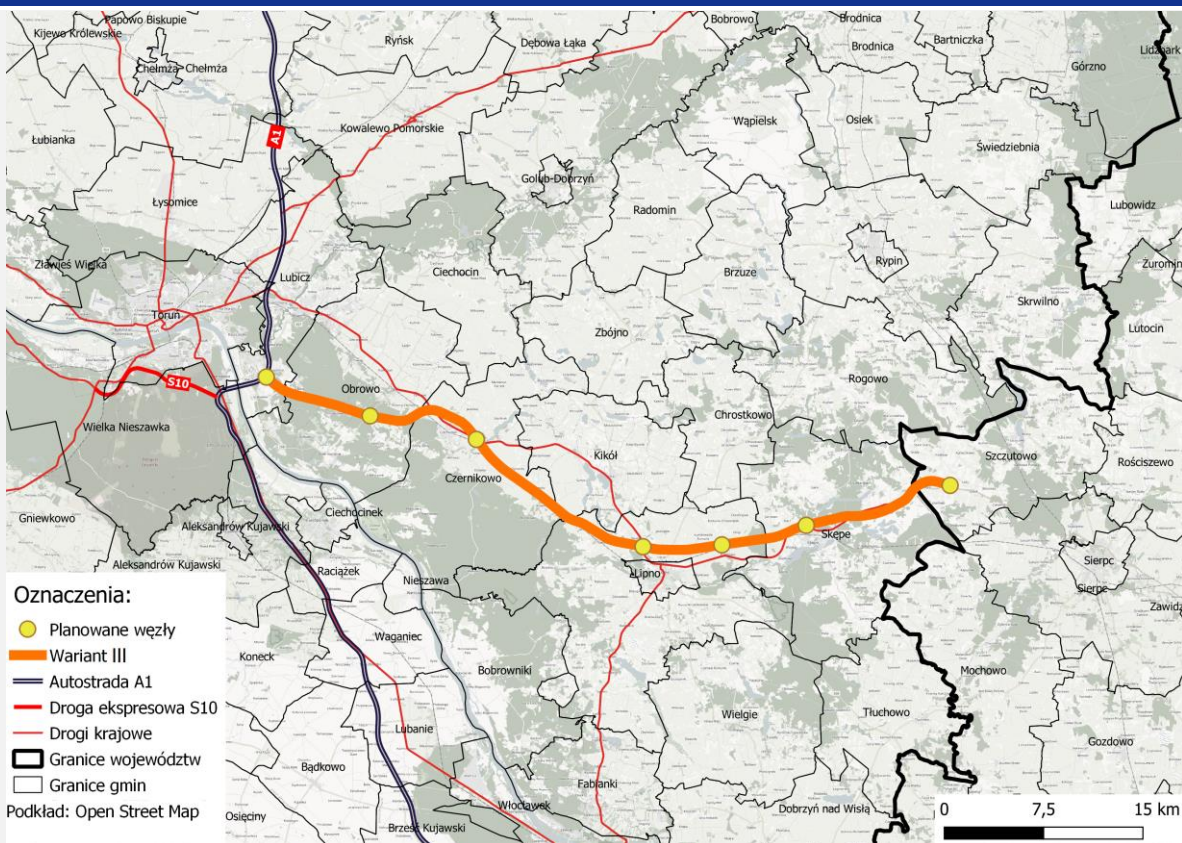 Papowo Biskupie
Kijewo Królewskie
Ryńsk
Dębowa Łąka
Bobrowo
Brodnica
Brodnica
Bartniczka
Lidzbark
Górzno
Chełmża
Chełmża
A1
Kowalewo Pomorskie
Wąpielsk
Osiek
Łubianka
Świedziebnia
Golub-Dobrzyń
Łysomice
Radomin
Lubowidz
Zławieś Wielka
Lubicz
Ciechocin
Brzuze
Rypin
Żuromin
Toruń
Skrwilno
Zbójno
Lutocin
S10
Obrowo
Rogowo
Wielka Nieszawka
Chrostkowo
Kikół
Szczutowo
Rościszewo
Czernikowo
Gniewkowo
Ciechocinek
Aleksandrów Kujawski
Skępe
Aleksandrów Kujawski
Raciążek
Nieszawa
Lipno
Sierpc
Sierpc
Zawidz
Oznaczenia:
Planowane węzły
Wariant III
Autostrada A1
Droga ekspresowa S10
Drogi krajowe
Granice województw
Granice gmin
Podkład: Open Street Map
Waganiec
Koneck
Bobrowniki
Mochowo
Wielgie
Tłuchowo
Lubanie
Gozdowo
Bądkowo
Fabianki
Włocławek
Dobrzyń nad Wisłą
Osięciny
Brześć Kujawski
0 7,5 15 km